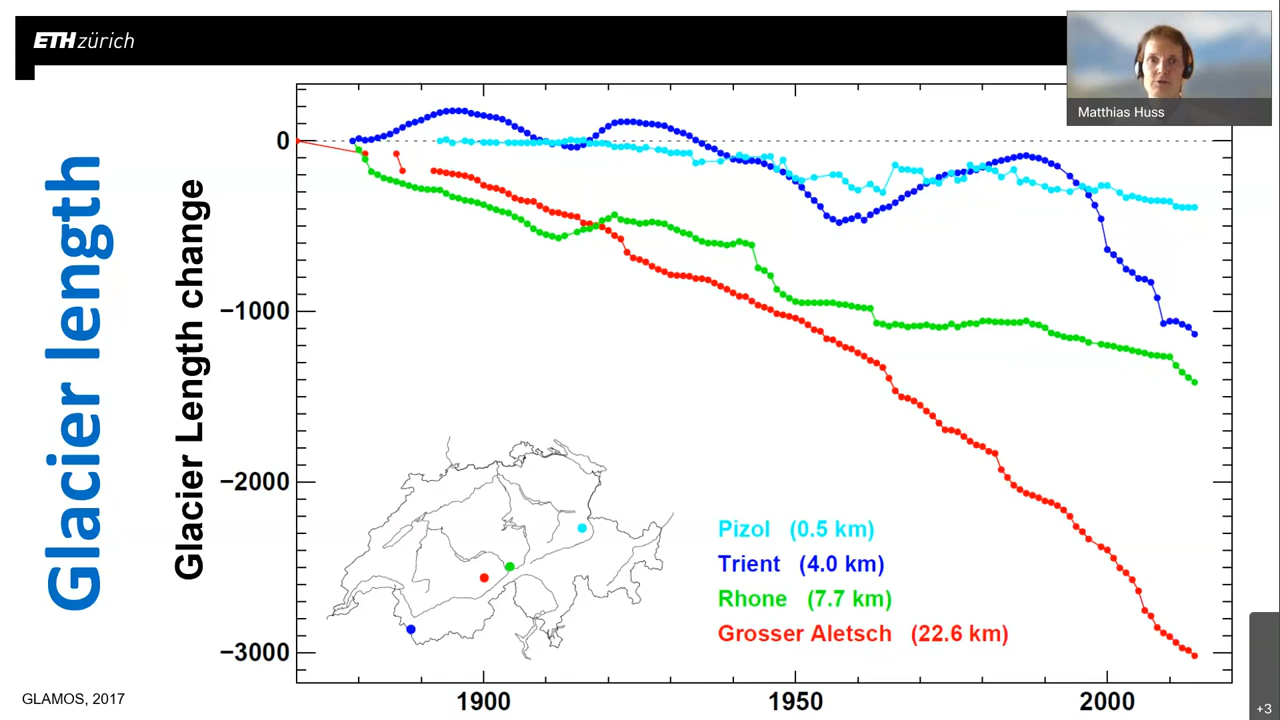 ETH zürich
Matthias Huss
Glacier length
Glacier Length change
0
−1000
−2000
−3000
1900
1950
2000
Pizol (0.5 km)
Trient (4.0 km)
Rhone (7.7 km)
Grosser Aletsch (22.6 km)
GLAMOS, 2017
+3